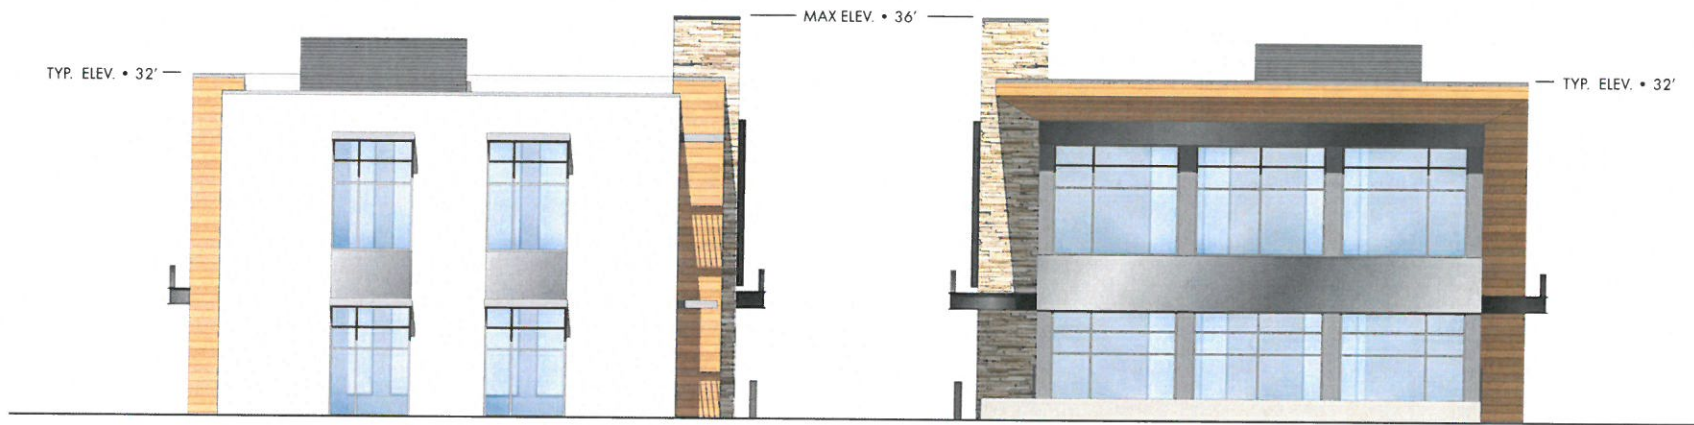 MAX ELEV. • 36'
TYP. ELEV. • 32'
TYP. ELEV. • 32'